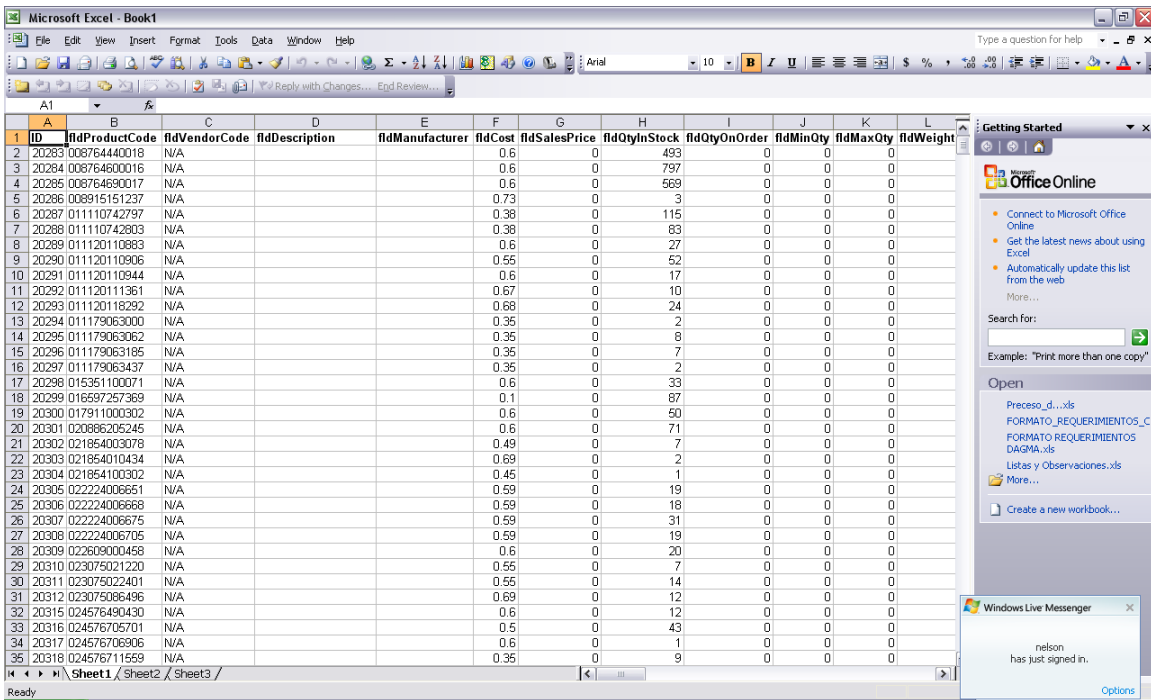 Microsoft Excel - Book1
File Edit View Insert Format Tools Data Window Help
Type a question for help
Arial 10 B I U $ % ,
Reply with Changes... End Review...
A1 fx
A B C D E F G H I J K L
1 ID fldProductCode fldVendorCode fldDescription fldManufacturer fldCost fldSalesPrice fldQtyInStock fldQtyOnOrder fldMinQty fldMaxQty fldWeight
2 20283 008764440018 N/A 0.6 0 493 0 0 0
3 20284 008764600016 N/A 0.6 0 797 0 0 0
4 20285 008764690017 N/A 0.6 0 569 0 0 0
5 20286 008915151237 N/A 0.73 0 3 0 0 0
6 20287 011110742797 N/A 0.38 0 115 0 0 0
7 20288 011110742803 N/A 0.38 0 83 0 0 0
8 20289 011120110883 N/A 0.6 0 27 0 0 0
9 20290 011120110906 N/A 0.55 0 52 0 0 0
10 20291 011120110944 N/A 0.6 0 17 0 0 0
11 20292 011120111361 N/A 0.67 0 10 0 0 0
12 20293 011120118292 N/A 0.68 0 24 0 0 0
13 20294 011179063000 N/A 0.35 0 2 0 0 0
14 20295 011179063062 N/A 0.35 0 8 0 0 0
15 20296 011179063185 N/A 0.35 0 7 0 0 0
16 20297 011179063437 N/A 0.35 0 2 0 0 0
17 20298 015351100071 N/A 0.6 0 33 0 0 0
18 20299 016597257369 N/A 0.1 0 87 0 0 0
19 20300 017911000302 N/A 0.6 0 50 0 0 0
20 20301 020886205245 N/A 0.6 0 71 0 0 0
21 20302 021854003078 N/A 0.49 0 7 0 0 0
22 20303 021854010434 N/A 0.69 0 2 0 0 0
23 20304 021854100302 N/A 0.45 0 1 0 0 0
24 20305 022224006651 N/A 0.59 0 19 0 0 0
25 20306 022224006668 N/A 0.59 0 18 0 0 0
26 20307 022224006675 N/A 0.59 0 31 0 0 0
27 20308 022224006705 N/A 0.59 0 19 0 0 0
28 20309 022609000458 N/A 0.6 0 20 0 0 0
29 20310 023075021220 N/A 0.55 0 7 0 0 0
30 20311 023075022401 N/A 0.55 0 14 0 0 0
31 20312 023075086496 N/A 0.69 0 12 0 0 0
32 20315 024576490430 N/A 0.6 0 12 0 0 0
33 20316 024576705701 N/A 0.5 0 43 0 0 0
34 20317 024576706906 N/A 0.6 0 1 0 0 0
35 20318 024576711559 N/A 0.35 0 9 0 0 0
Sheet1 Sheet2 Sheet3
Ready
Getting Started
Microsoft
Office Online
Connect to Microsoft Office
Online
Get the latest news about using
Excel
Automatically update this list
from the web
More...
Search for:
Example: "Print more than one copy"
Open
Preceso_d...xls
FORMATO_REQUERIMIENTOS_C
FORMATO REQUERIMIENTOS
DAGMA.xls
Listas y Observaciones.xls
More...
Create a new workbook...
Windows Live Messenger
nelson
has just signed in.
Options